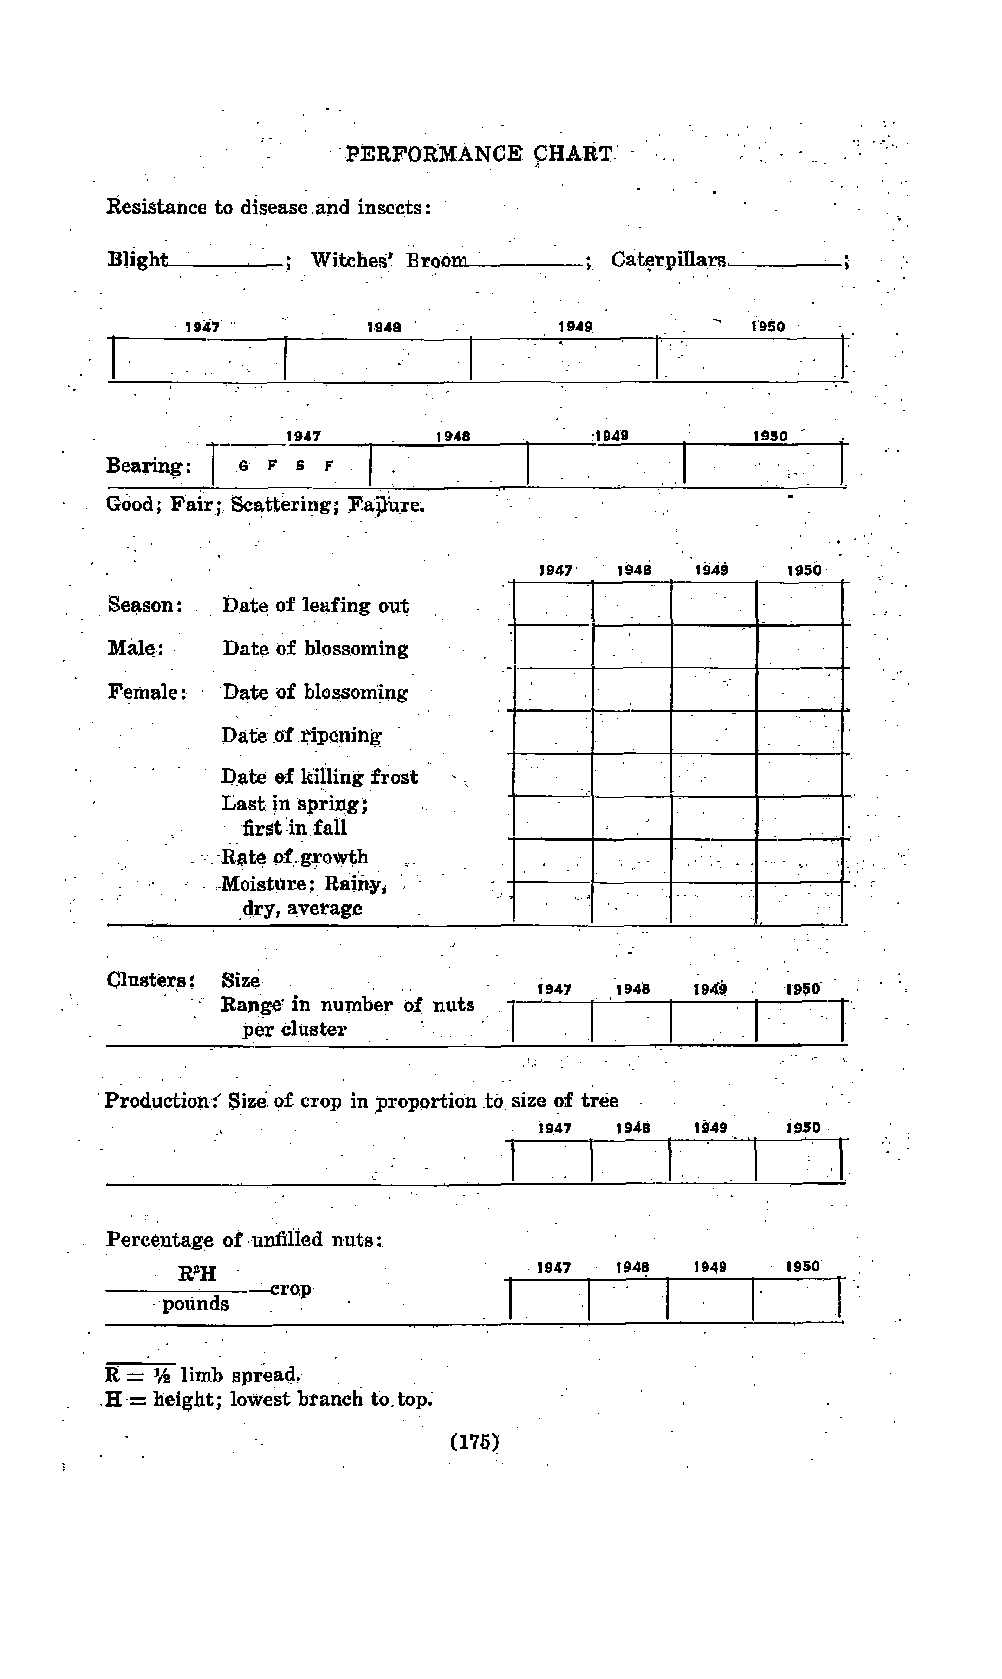 PERFORMANCE CHART
Resistance to disease and insects:
Blight ; Witches' Broom ; Caterpillars ;
1947 1948 1949 1950
1947 1948 1949 1950
Bearing: G F S F
Good; Fair; Scattering; Failure.
1947 1948 1949 1950
Season: Date of leafing out
Male: Date of blossoming
Female: Date of blossoming
Date of ripening
Date of killing frost
Last in spring;
first in fall
Rate of growth
Moisture: Rainy,
dry, average
Clusters: Size
1947 1948 1949 1950
Range in number of nuts
per cluster
Production: Size of crop in proportion to size of tree
1947 1948 1949 1950
Percentage of unfilled nuts:
1947 1948 1949 1950
R²H
crop
pounds
R = ½ limb spread.
H = height; lowest branch to top.
(175)